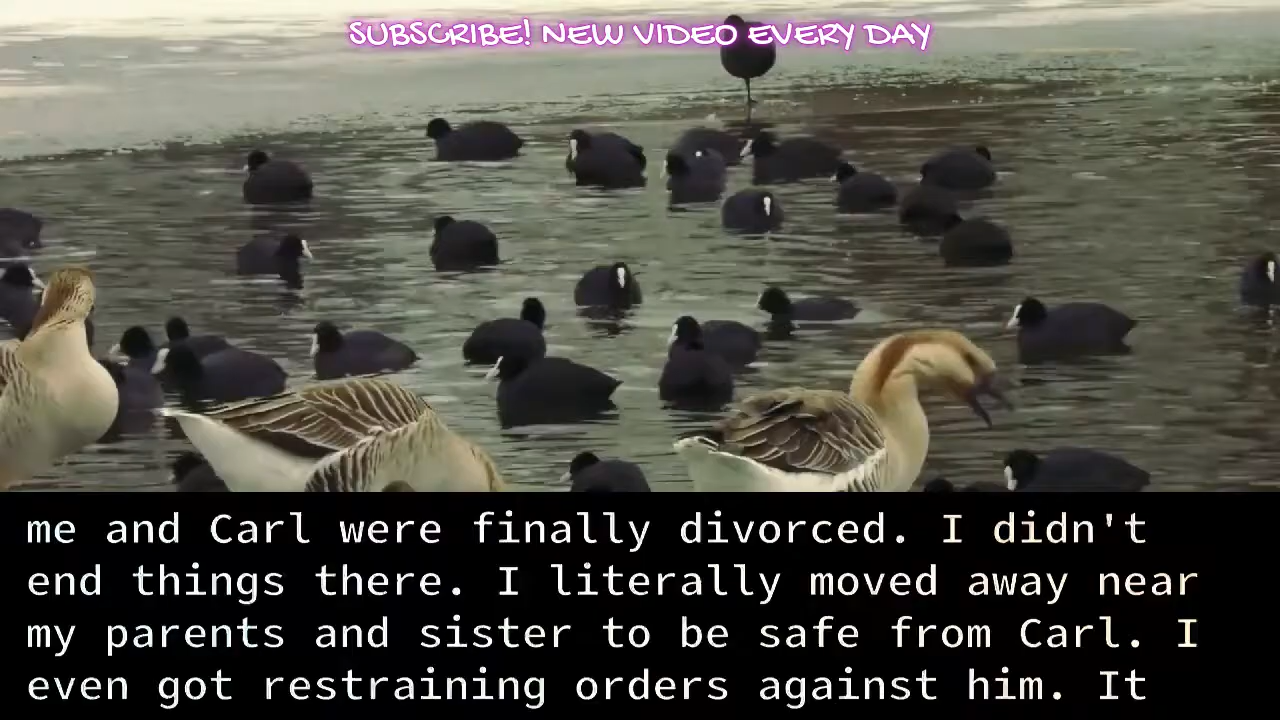 SUBSCRIBE! NEW VIDEO EVERY DAY
me and Carl were finally divorced. I didn't
end things there. I literally moved away near
my parents and sister to be safe from Carl. I
even got restraining orders against him. It